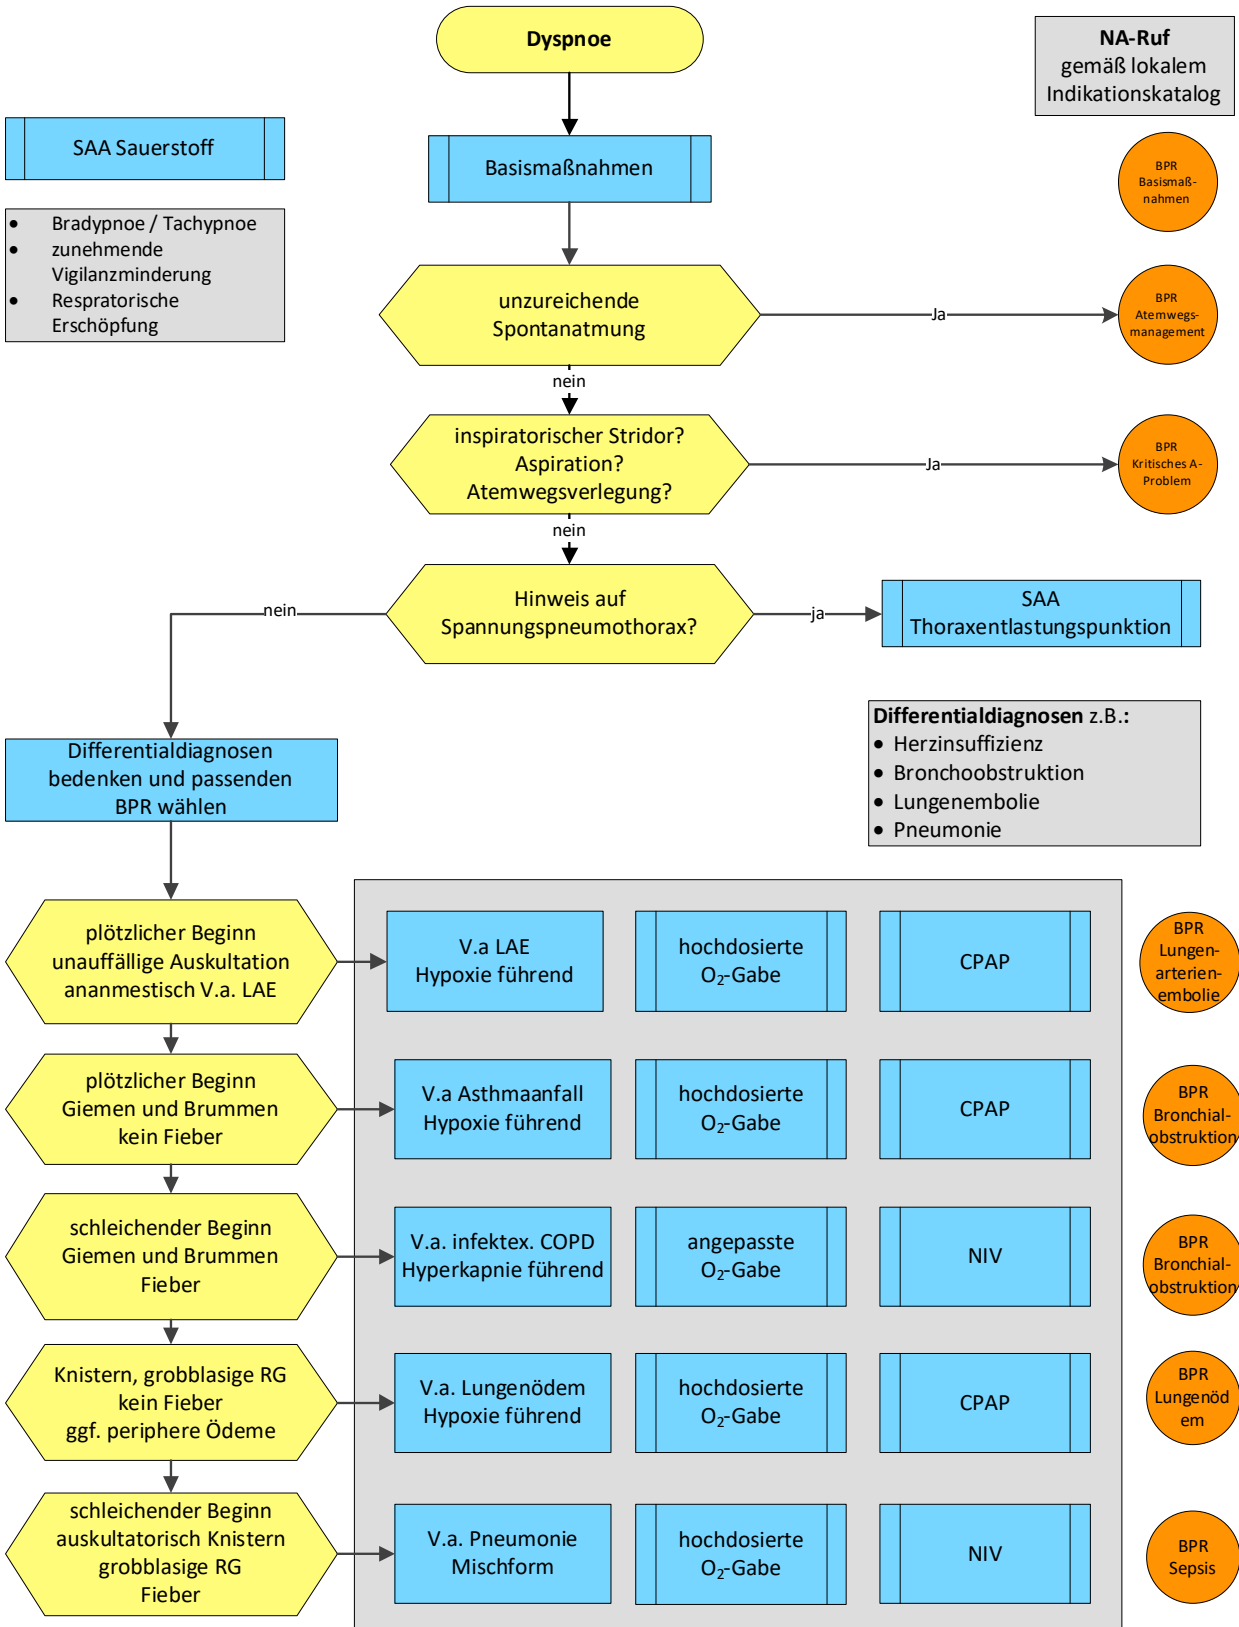 Dyspnoe
NA-Ruf
gemäß lokalem
Indikationskatalog
SAA Sauerstoff
Basismaßnahmen
BPR
Basismaß-
nahmen
• Bradypnoe / Tachypnoe
• zunehmende
Vigilanzminderung
• Respratorische
Erschöpfung
unzureichende
Spontanatmung
Ja
BPR
Atemwegs-
management
nein
inspiratorischer Stridor?
Aspiration?
Atemwegsverlegung?
Ja
BPR
Kritisches A-
Problem
nein
Hinweis auf
Spannungspneumothorax?
nein
ja
SAA
Thoraxentlastungspunktion
Differentialdiagnosen
bedenken und passenden
BPR wählen
Differentialdiagnosen z.B.:
• Herzinsuffizienz
• Bronchoobstruktion
• Lungenembolie
• Pneumonie
plötzlicher Beginn
unauffällige Auskultation
ananmestisch V.a. LAE
V.a LAE
Hypoxie führend
hochdosierte
O₂-Gabe
CPAP
BPR
Lungen-
arterien-
embolie
plötzlicher Beginn
Giemen und Brummen
kein Fieber
V.a Asthmaanfall
Hypoxie führend
hochdosierte
O₂-Gabe
CPAP
BPR
Bronchial-
obstruktion
schleichender Beginn
Giemen und Brummen
Fieber
V.a. infektex. COPD
Hyperkapnie führend
angepasste
O₂-Gabe
NIV
BPR
Bronchial-
obstruktion
Knistern, grobblasige RG
kein Fieber
ggf. periphere Ödeme
V.a. Lungenödem
Hypoxie führend
hochdosierte
O₂-Gabe
CPAP
BPR
Lungenöd
em
schleichender Beginn
auskultatorisch Knistern
grobblasige RG
Fieber
V.a. Pneumonie
Mischform
hochdosierte
O₂-Gabe
NIV
BPR
Sepsis